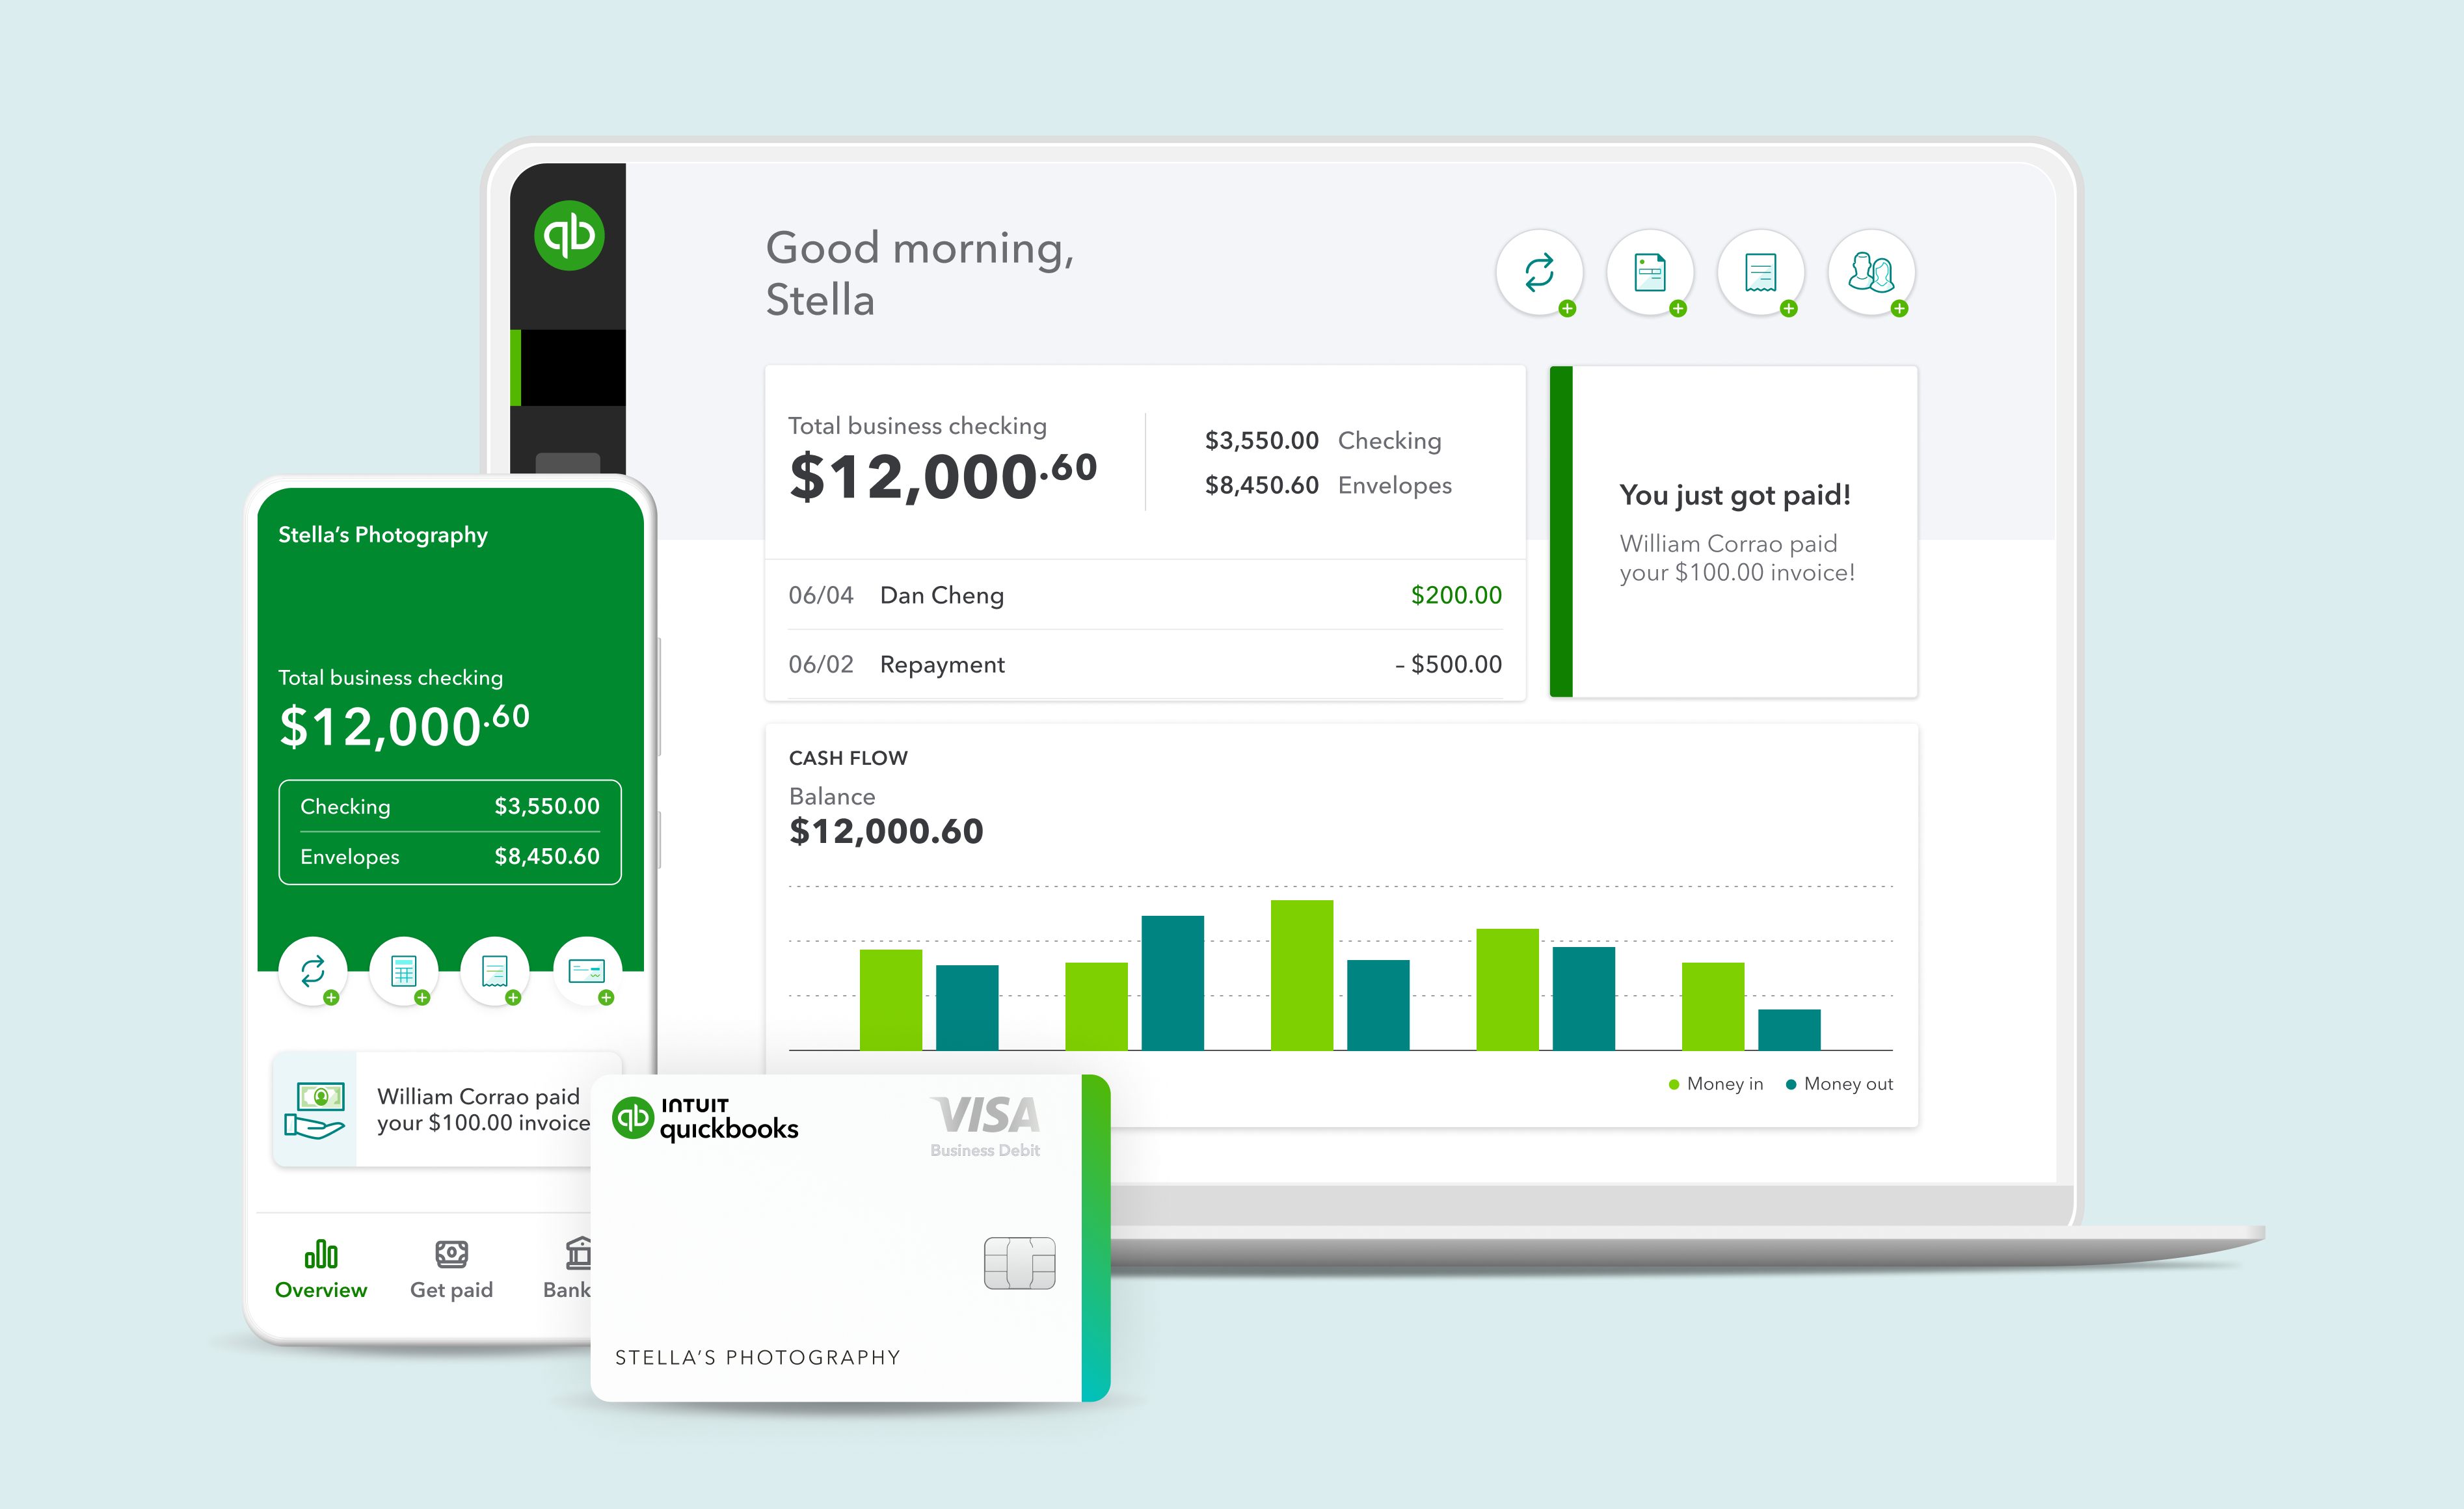 qb
Good morning,
Stella
Total business checking
$12,000.60
$3,550.00 Checking
$8,450.60 Envelopes
06/04 Dan Cheng $200.00
06/02 Repayment – $500.00
You just got paid!
William Corrao paid
your $100.00 invoice!
CASH FLOW
Balance
$12,000.60
Money in Money out
Stella’s Photography
Total business checking
$12,000.60
Checking $3,550.00
Envelopes $8,450.60
William Corrao paid
your $100.00 invoice
Overview Get paid Bank
qb INTUIT
quickbooks
VISA
Business Debit
STELLA’S PHOTOGRAPHY